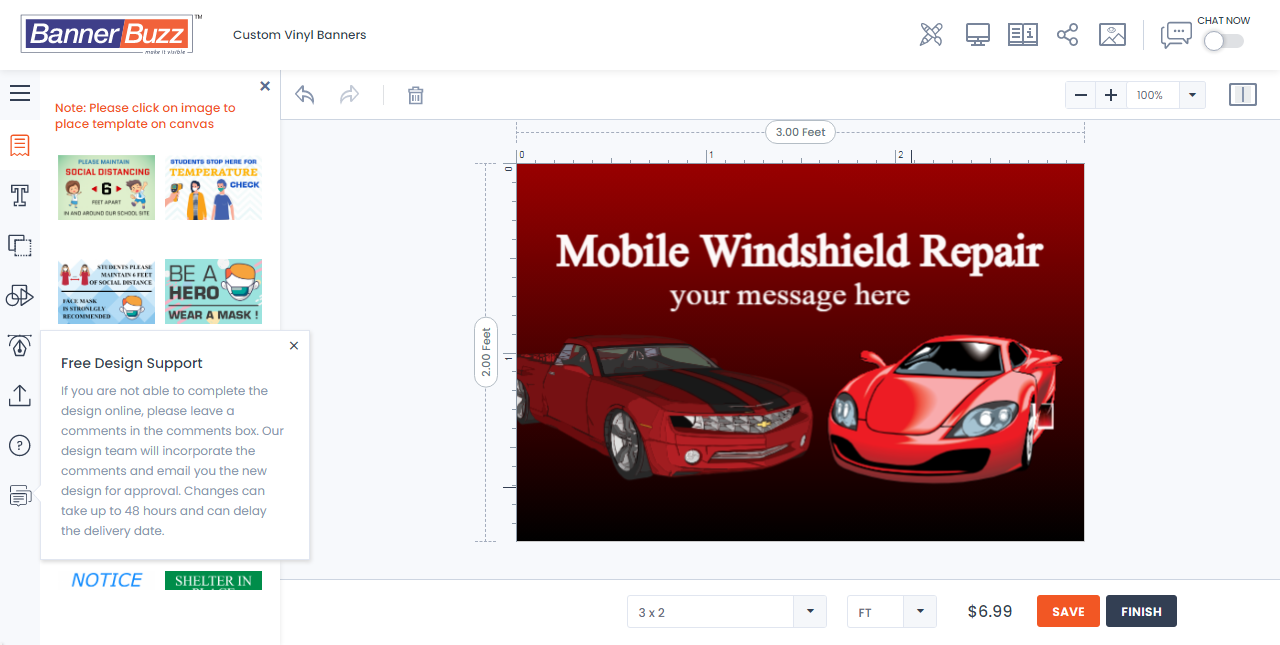 BannerBuzz
TM
make it visible
Custom Vinyl Banners
CHAT NOW
Note: Please click on image to
place template on canvas
100%
PLEASE MAINTAIN
SOCIAL DISTANCING
6
FEET APART
IN AND AROUND OUR SCHOOL SITE
STUDENTS STOP HERE FOR
TEMPERATURE
CHECK
STUDENTS PLEASE
MAINTAIN 6 FEET
OF SOCIAL DISTANCE
FACE MASK
IS STRONLGLY
RECOMMENDED
BE A
HERO
WEAR A MASK !
Free Design Support
If you are not able to complete the
design online, please leave a
comments in the comments box. Our
design team will incorporate the
comments and email you the new
design for approval. Changes can
take up to 48 hours and can delay
the delivery date.
NOTICE
SHELTER IN
PLACE
3.00 Feet
0
1
2
0
1
2.00 Feet
Mobile Windshield Repair
your message here
3 x 2
FT
$6.99
SAVE
FINISH